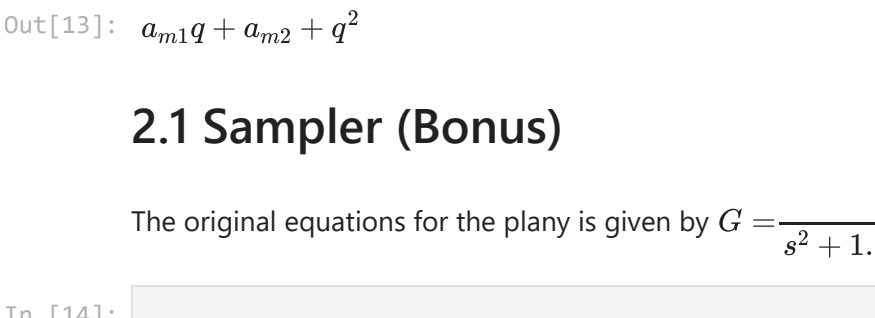 Out[13]: a_{m1}q + a_{m2} + q^2
2.1 Sampler (Bonus)
The original equations for the plany is given by G = 
s^2 + 1.
In [14]: